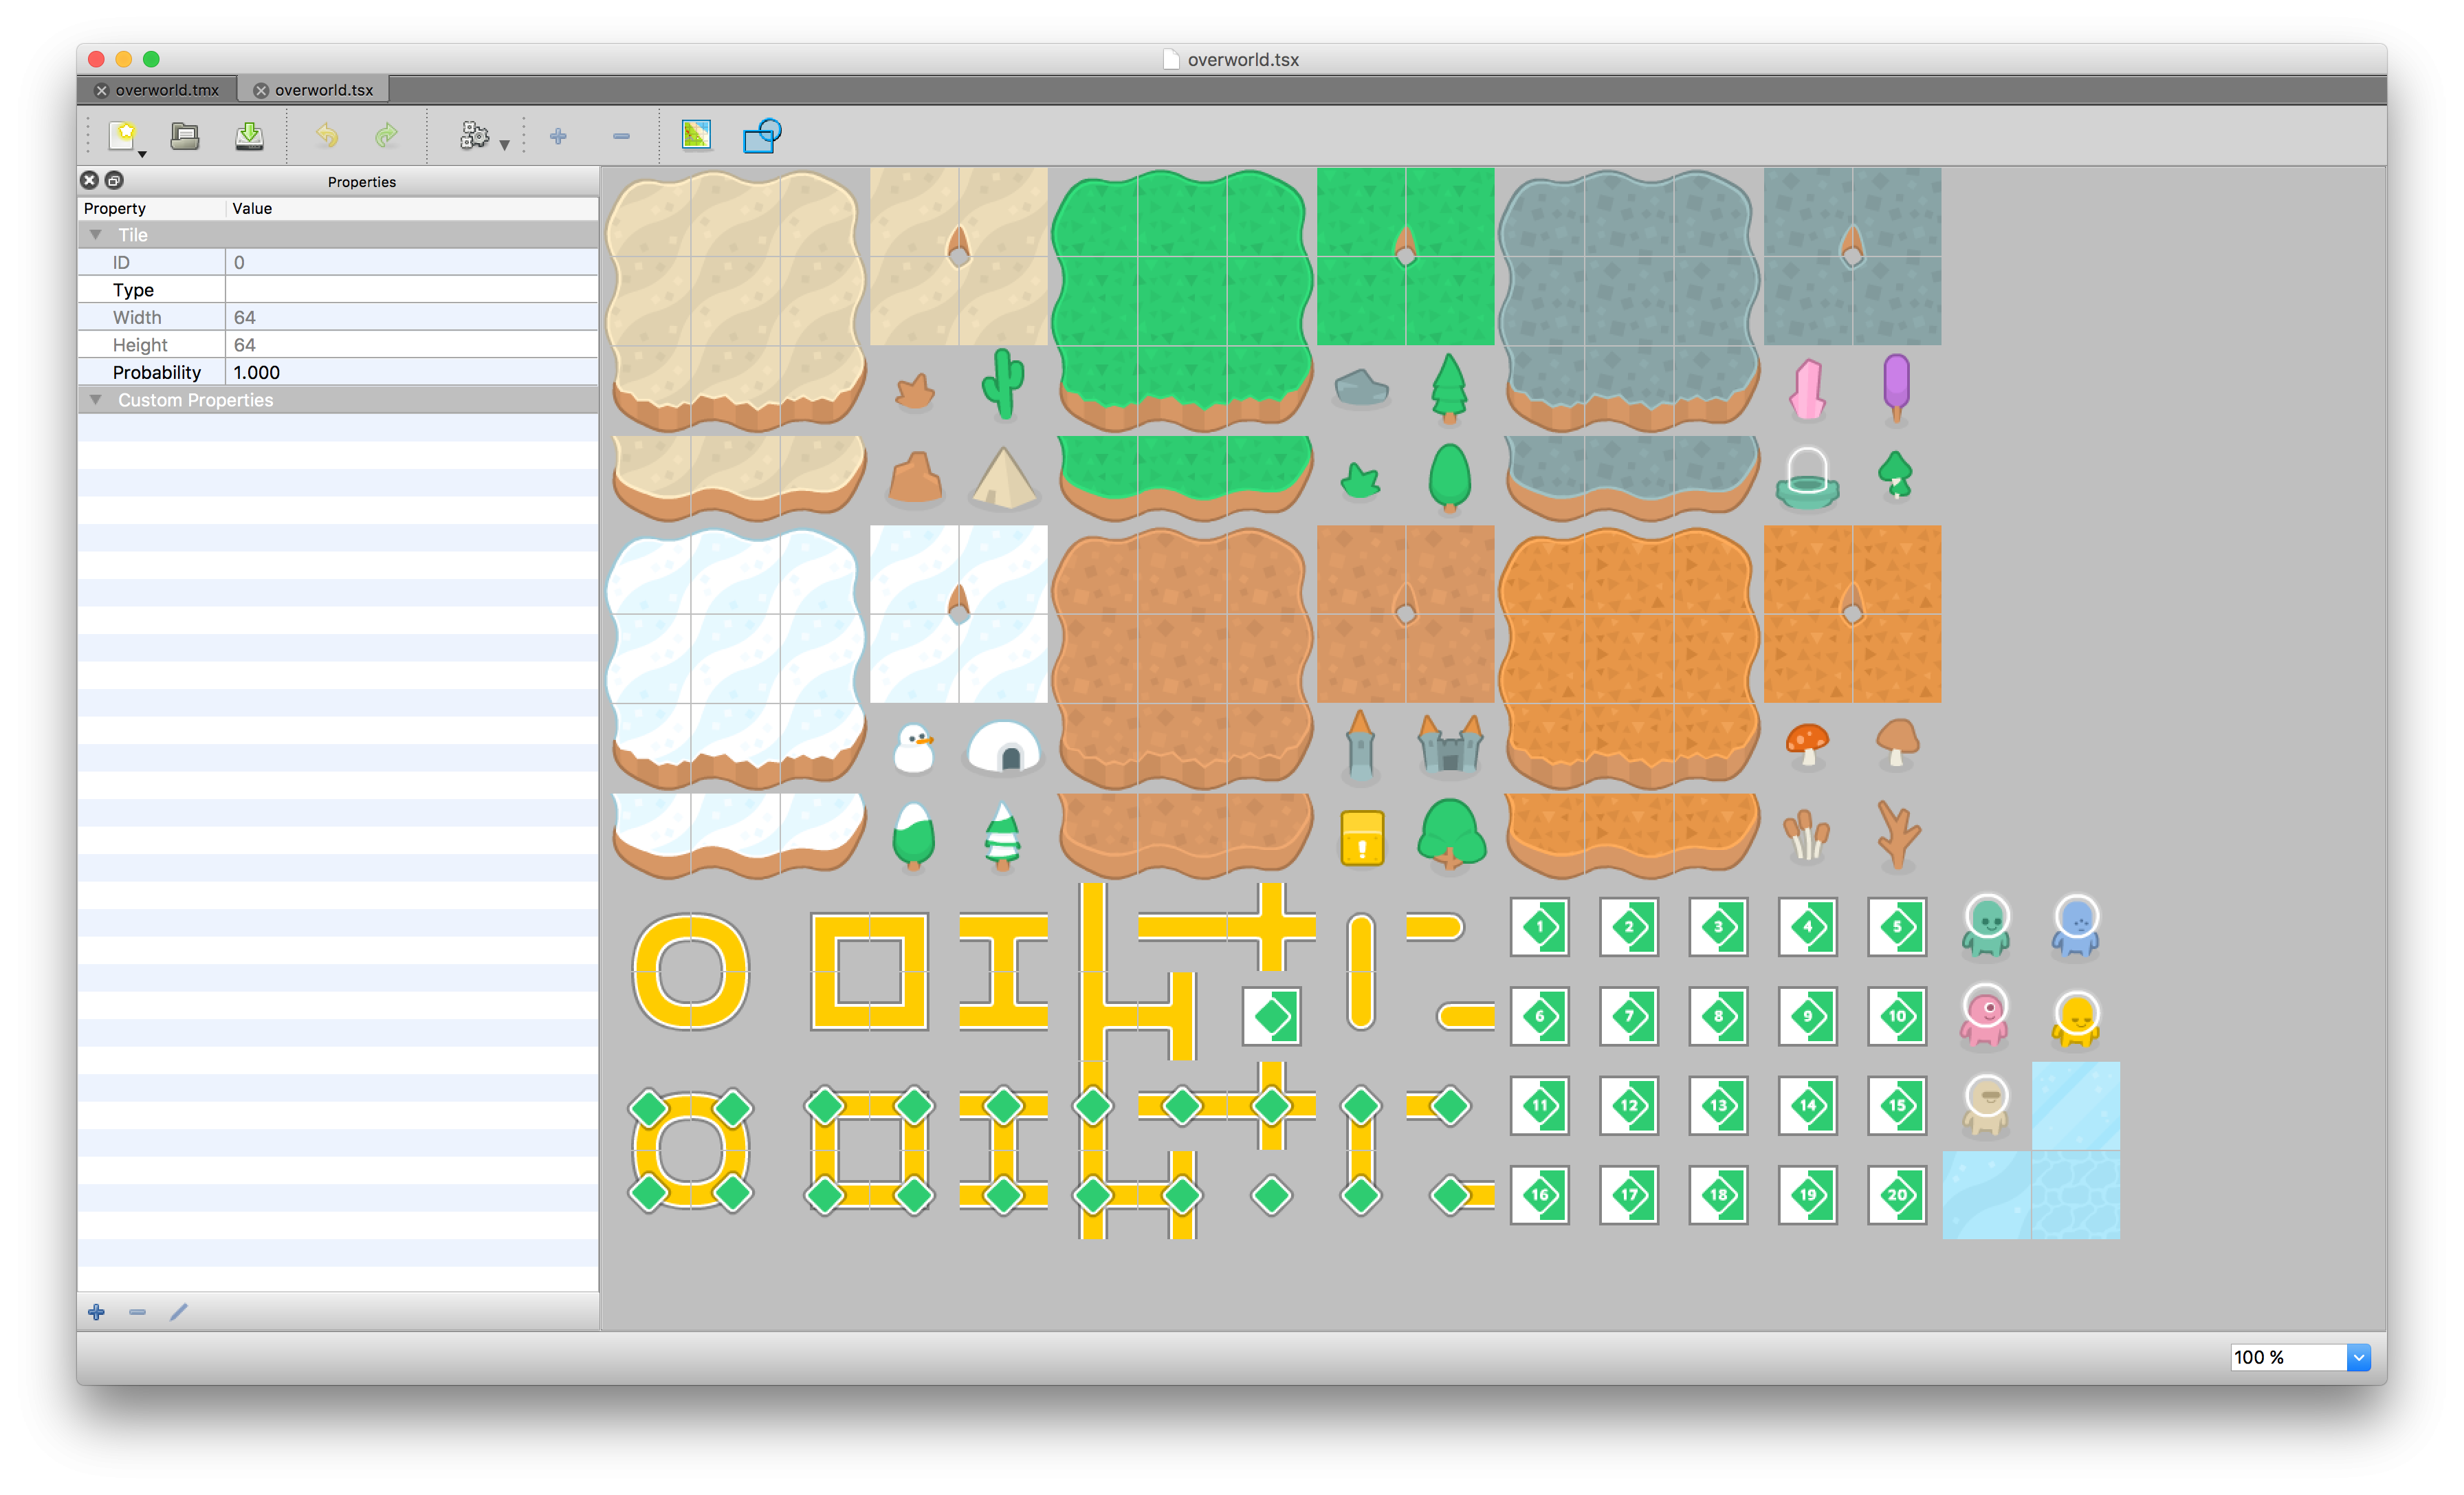 overworld.tsx
overworld.tmx
overworld.tsx
Properties
Property Value
Tile
ID 0
Type
Width 64
Height 64
Probability 1.000
Custom Properties
!
1 2 3 4 5
6 7 8 9 10
11 12 13 14 15
16 17 18 19 20
100 %